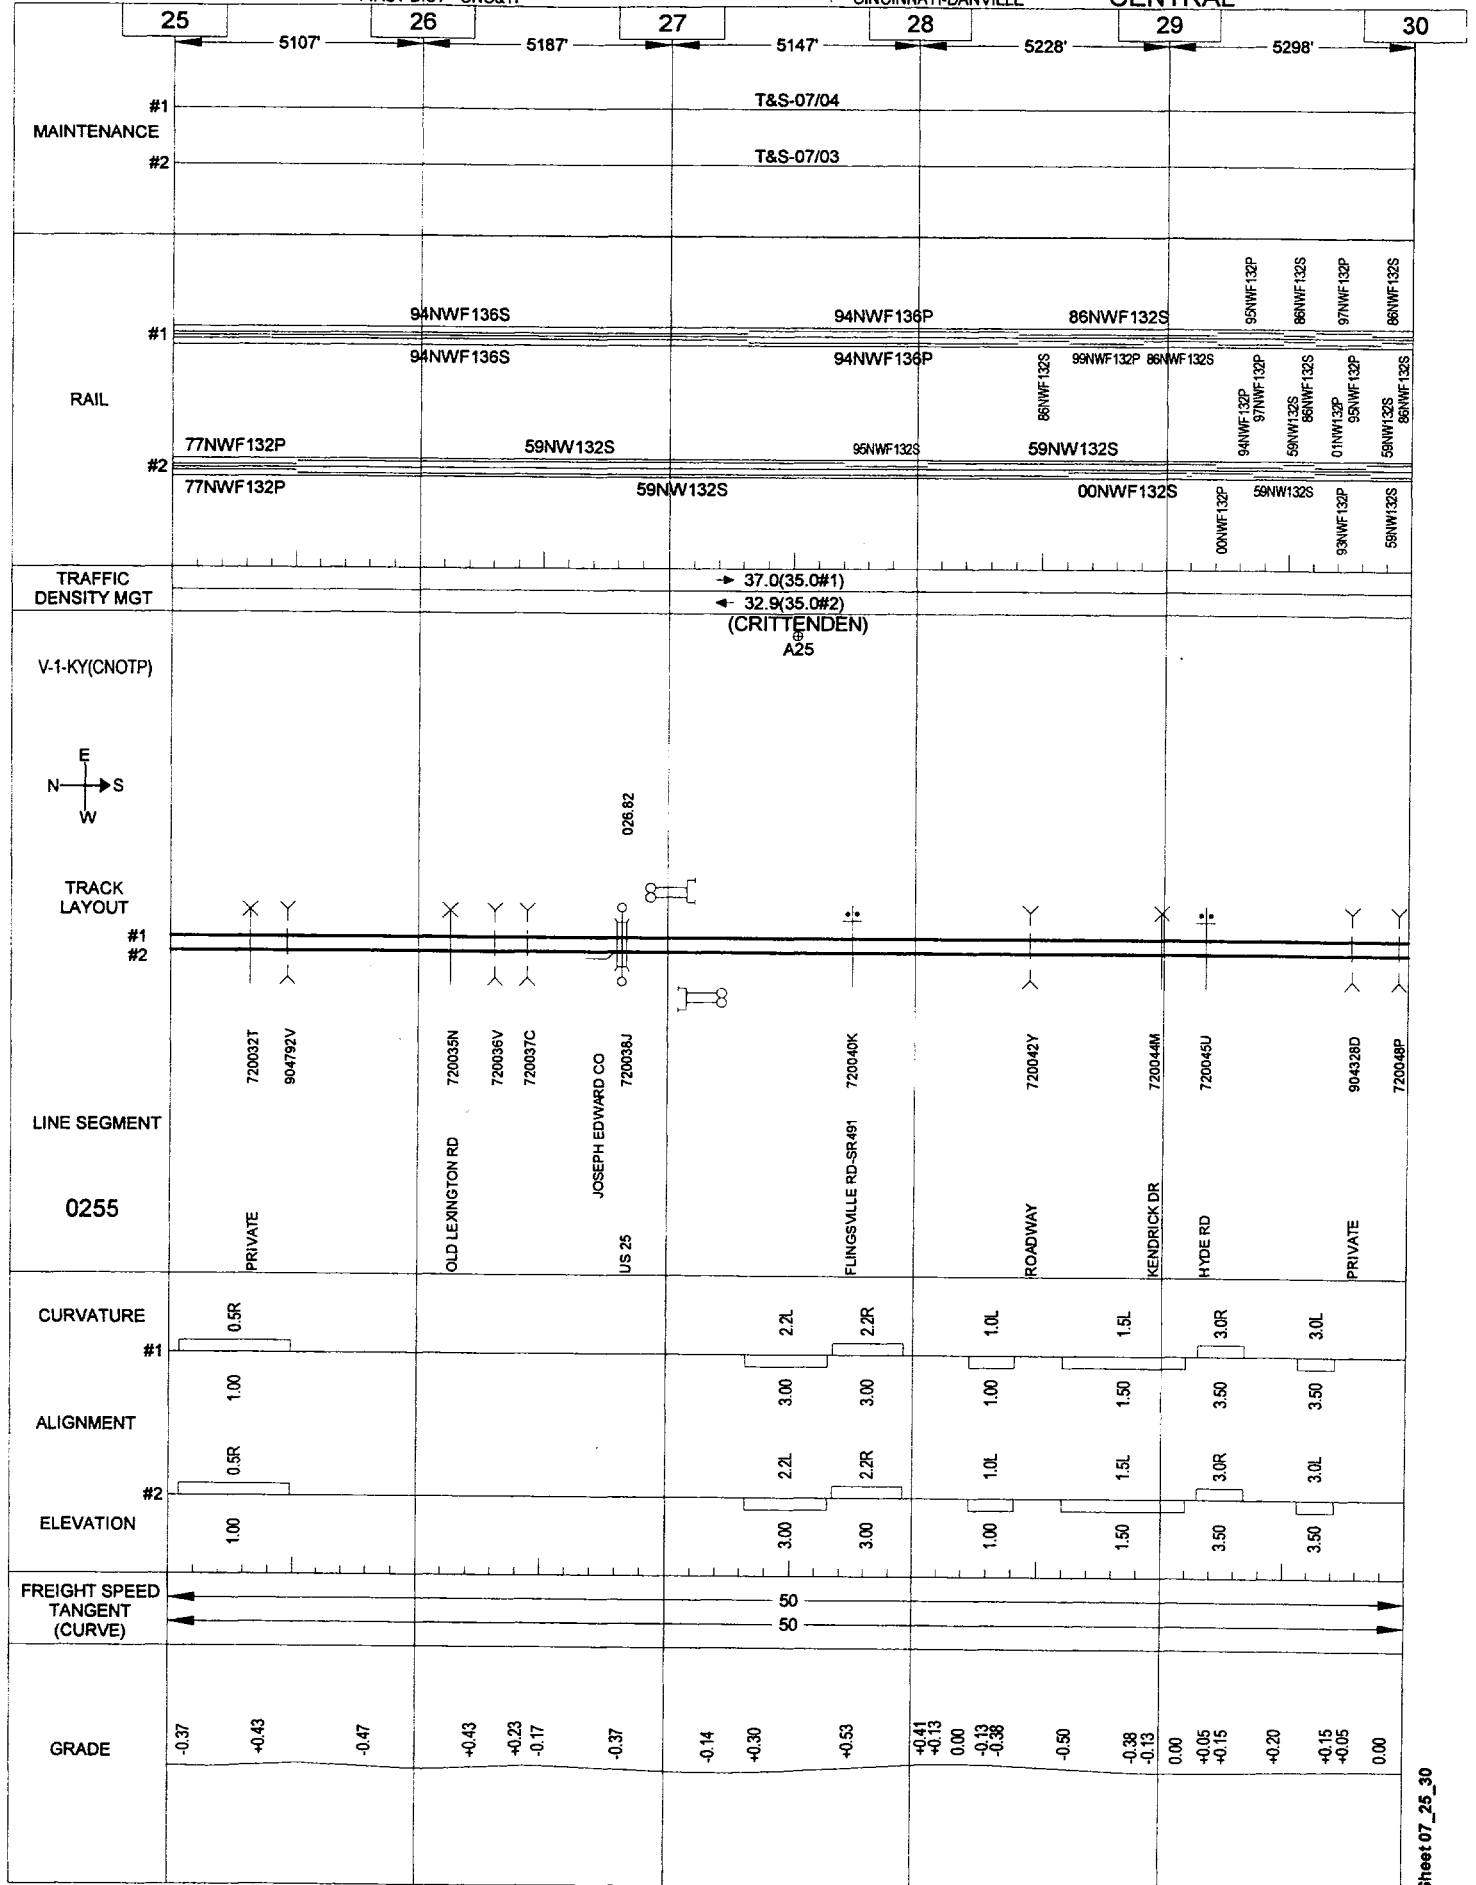 CINCINNATI-DANVILLE CENTRAL
25 26 27 28 29 30
5107' 5187' 5147' 5228' 5298'
MAINTENANCE
#1 T&S-07/04
#2 T&S-07/03
RAIL
95NWF132P 86NWF132S 97NWF132P 86NWF132S
94NWF136S 94NWF136P 86NWF132S
#1
94NWF136S 94NWF136P 99NWF132P 86NWF132S
86NWF132S
94NWF132P 97NWF132P 59NW132S 86NWF132S 01NW132P 95NWF132P 59NW132S 86NWF132S
77NWF132P 59NW132S 95NWF132S 59NW132S
#2
77NWF132P 59NW132S 00NWF132S 59NW132S
00NWF132P 93NWF132P 59NW132S
TRAFFIC
DENSITY MGT
37.0(35.0#1)
32.9(35.0#2)
(CRITTENDEN)
A25
V-1-KY(CNOTP)
E
N S
W
026.82
TRACK
LAYOUT
#1
#2
720032T 904792V 720035N 720036V 720037C 720038J 720040K 720042Y 720044M 720045U 904328D 720048P
LINE SEGMENT
0255
PRIVATE
OLD LEXINGTON RD
JOSEPH EDWARD CO
US 25
FLINGSVILLE RD-SR491
ROADWAY
KENDRICK DR
HYDE RD
PRIVATE
CURVATURE
0.5R 2.2L 2.2R 1.0L 1.5L 3.0R 3.0L
#1
1.00 3.00 3.00 1.00 1.50 3.50 3.50
ALIGNMENT
0.5R 2.2L 2.2R 1.0L 1.5L 3.0R 3.0L
#2
ELEVATION
1.00 3.00 3.00 1.00 1.50 3.50 3.50
FREIGHT SPEED
TANGENT
(CURVE)
50
50
GRADE
-0.37 +0.43 -0.47 +0.43 +0.23 -0.17 -0.37 -0.14 +0.30 +0.53 +0.41 +0.13 0.00 -0.13 -0.38 -0.50 -0.38 -0.13 0.00 +0.05 +0.15 +0.20 +0.15 +0.05 0.00
Sheet 07_25_30